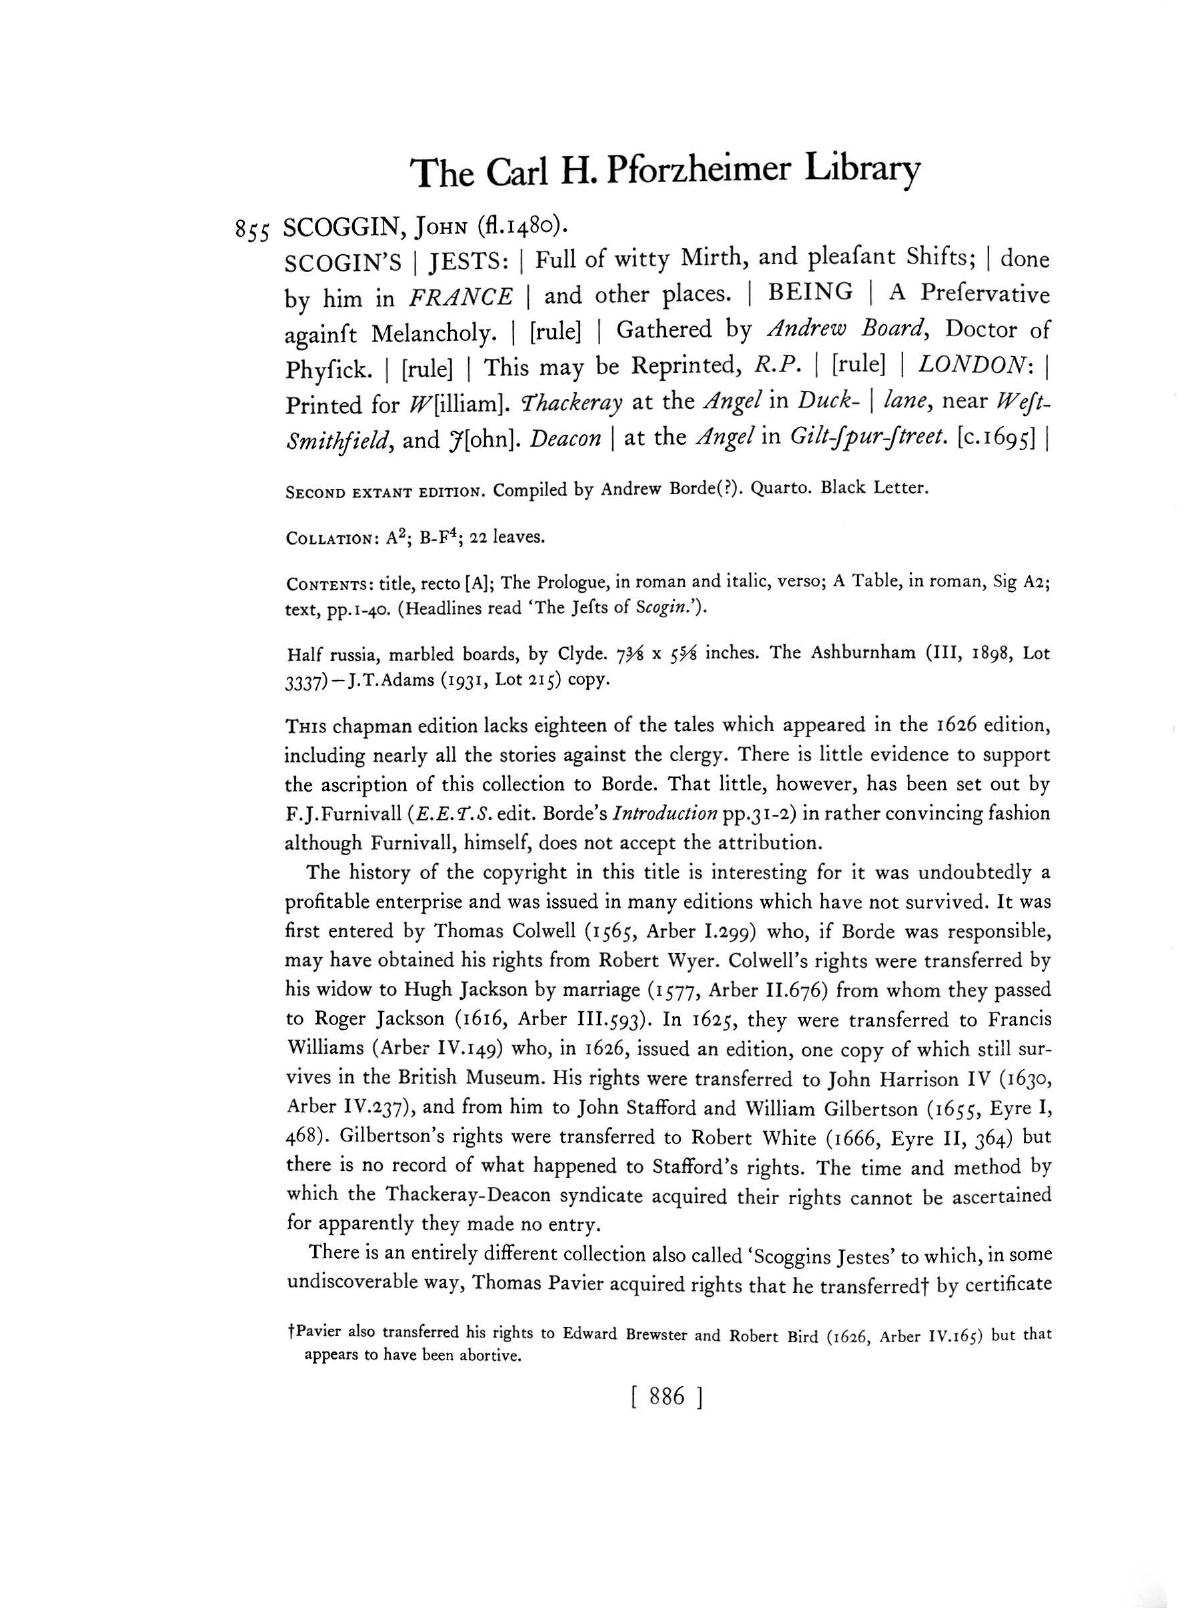 The Carl H. Pforzheimer Library
855 SCOGGIN, John (fl.1480).
SCOGIN'S | JESTS: | Full of witty Mirth, and pleaſant Shifts; | done
by him in FRANCE | and other places. | BEING | A Preſervative
againſt Melancholy. | [rule] | Gathered by Andrew Board, Doctor of
Phyſick. | [rule] | This may be Reprinted, R.P. | [rule] | LONDON: |
Printed for W[illiam]. Thackeray at the Angel in Duck- | lane, near Weſt-
Smithfield, and J[ohn]. Deacon | at the Angel in Gilt-ſpur-ſtreet. [c.1695] |
Second extant edition. Compiled by Andrew Borde(?). Quarto. Black Letter.
Collation: A²; B-F⁴; 22 leaves.
Contents: title, recto [A]; The Prologue, in roman and italic, verso; A Table, in roman, Sig A2;
text, pp.1-40. (Headlines read 'The Jeſts of Scogin.').
Half russia, marbled boards, by Clyde. 7⅜ x 5⅝ inches. The Ashburnham (III, 1898, Lot
3337)—J.T.Adams (1931, Lot 215) copy.
This chapman edition lacks eighteen of the tales which appeared in the 1626 edition,
including nearly all the stories against the clergy. There is little evidence to support
the ascription of this collection to Borde. That little, however, has been set out by
F.J.Furnivall (E.E.T.S. edit. Borde's Introduction pp.31-2) in rather convincing fashion
although Furnivall, himself, does not accept the attribution.
The history of the copyright in this title is interesting for it was undoubtedly a
profitable enterprise and was issued in many editions which have not survived. It was
first entered by Thomas Colwell (1565, Arber I.299) who, if Borde was responsible,
may have obtained his rights from Robert Wyer. Colwell's rights were transferred by
his widow to Hugh Jackson by marriage (1577, Arber II.676) from whom they passed
to Roger Jackson (1616, Arber III.593). In 1625, they were transferred to Francis
Williams (Arber IV.149) who, in 1626, issued an edition, one copy of which still sur-
vives in the British Museum. His rights were transferred to John Harrison IV (1630,
Arber IV.237), and from him to John Stafford and William Gilbertson (1655, Eyre I,
468). Gilbertson's rights were transferred to Robert White (1666, Eyre II, 364) but
there is no record of what happened to Stafford's rights. The time and method by
which the Thackeray-Deacon syndicate acquired their rights cannot be ascertained
for apparently they made no entry.
There is an entirely different collection also called 'Scoggins Jestes' to which, in some
undiscoverable way, Thomas Pavier acquired rights that he transferred† by certificate
†Pavier also transferred his rights to Edward Brewster and Robert Bird (1626, Arber IV.165) but that
appears to have been abortive.
[ 886 ]